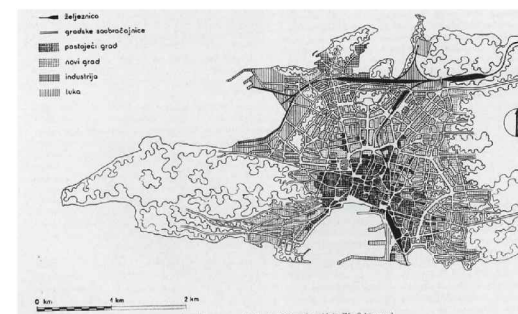 željeznica
gradske saobraćajnice
postojeći grad
novi grad
industrija
luka
0 km 1 km 2 km